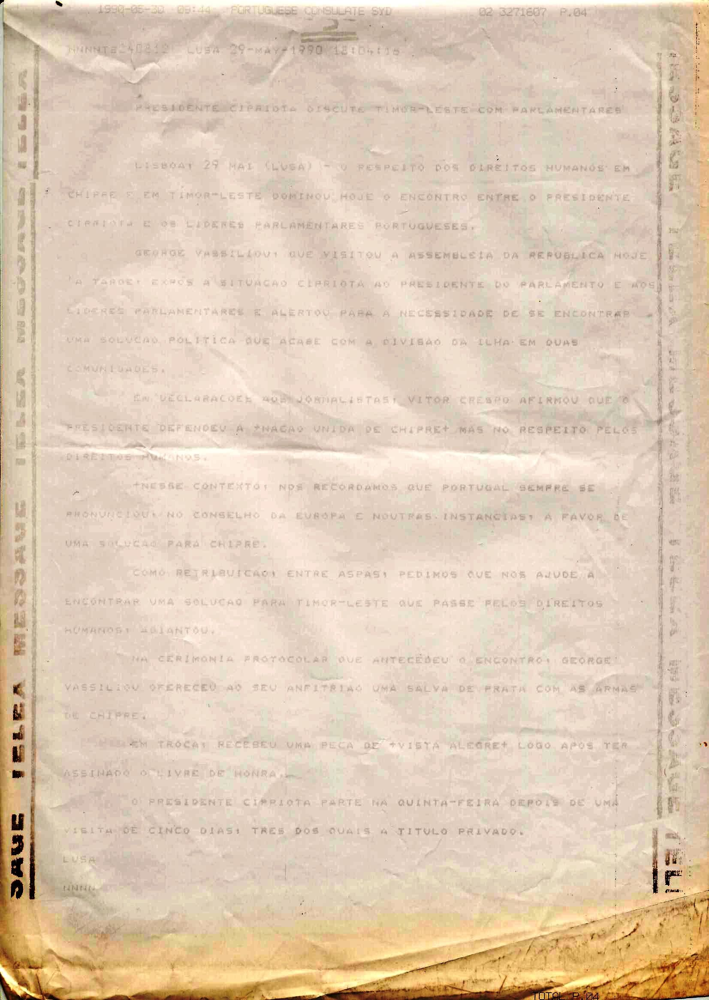 1990-05-30 09:44 PORTUGUESE CONSULATE SYD 02 3271607 P.04
LUSA 29-MAY-1990 18:04:16
PRESIDENTE CIPRIOTA DISCUTE TIMOR-LESTE COM PARLAMENTARES
LISBOA, 29 MAI (LUSA) - O RESPEITO DOS DIREITOS HUMANOS EM
CHIPRE E EM TIMOR-LESTE DOMINOU HOJE O ENCONTRO ENTRE O PRESIDENTE
CIPRIOTA E OS LIDERES PARLAMENTARES PORTUGUESES.
GEORGE VASSILIOU, QUE VISITOU A ASSEMBLEIA DA REPUBLICA HOJE
'A TARDE, EXPOS A SITUACAO CIPRIOTA AO PRESIDENTE DO PARLAMENTO E AOS
LIDERES PARLAMENTARES E ALERTOU PARA A NECESSIDADE DE SE ENCONTRAR
UMA SOLUCAO POLITICA QUE ACABE COM A DIVISAO DA ILHA EM DUAS
COMUNIDADES.
EM DECLARACOES AOS JORNALISTAS, VITOR CRESPO AFIRMOU QUE O
PRESIDENTE DEFENDEU A +NACAO UNIDA DE CHIPRE+ MAS NO RESPEITO PELOS
DIREITOS HUMANOS.
+NESSE CONTEXTO, NOS RECORDAMOS QUE PORTUGAL SEMPRE SE
PRONUNCIOU, NO CONSELHO DA EUROPA E NOUTRAS INSTANCIAS, A FAVOR DE
UMA SOLUCAO PARA CHIPRE.
COMO RETRIBUICAO, ENTRE ASPAS, PEDIMOS QUE NOS AJUDE A
ENCONTRAR UMA SOLUCAO PARA TIMOR-LESTE QUE PASSE PELOS DIREITOS
HUMANOS, ADIANTOU.
NA CERIMONIA PROTOCOLAR QUE ANTECEDEU O ENCONTRO, GEORGE
VASSILIOU OFERECEU AO SEU ANFITRIAO UMA SALVA DE PRATA COM AS ARMAS
DE CHIPRE.
EM TROCA, RECEBEU UMA PECA DE +VISTA ALEGRE+ LOGO APOS TER
ASSINADO O LIVRE DE HONRA.
O PRESIDENTE CIPRIOTA PARTE NA QUINTA-FEIRA DEPOIS DE UMA
VISITA DE CINCO DIAS, TRES DOS QUAIS A TITULO PRIVADO.
LUSA
NNNN
TOTAL P.04